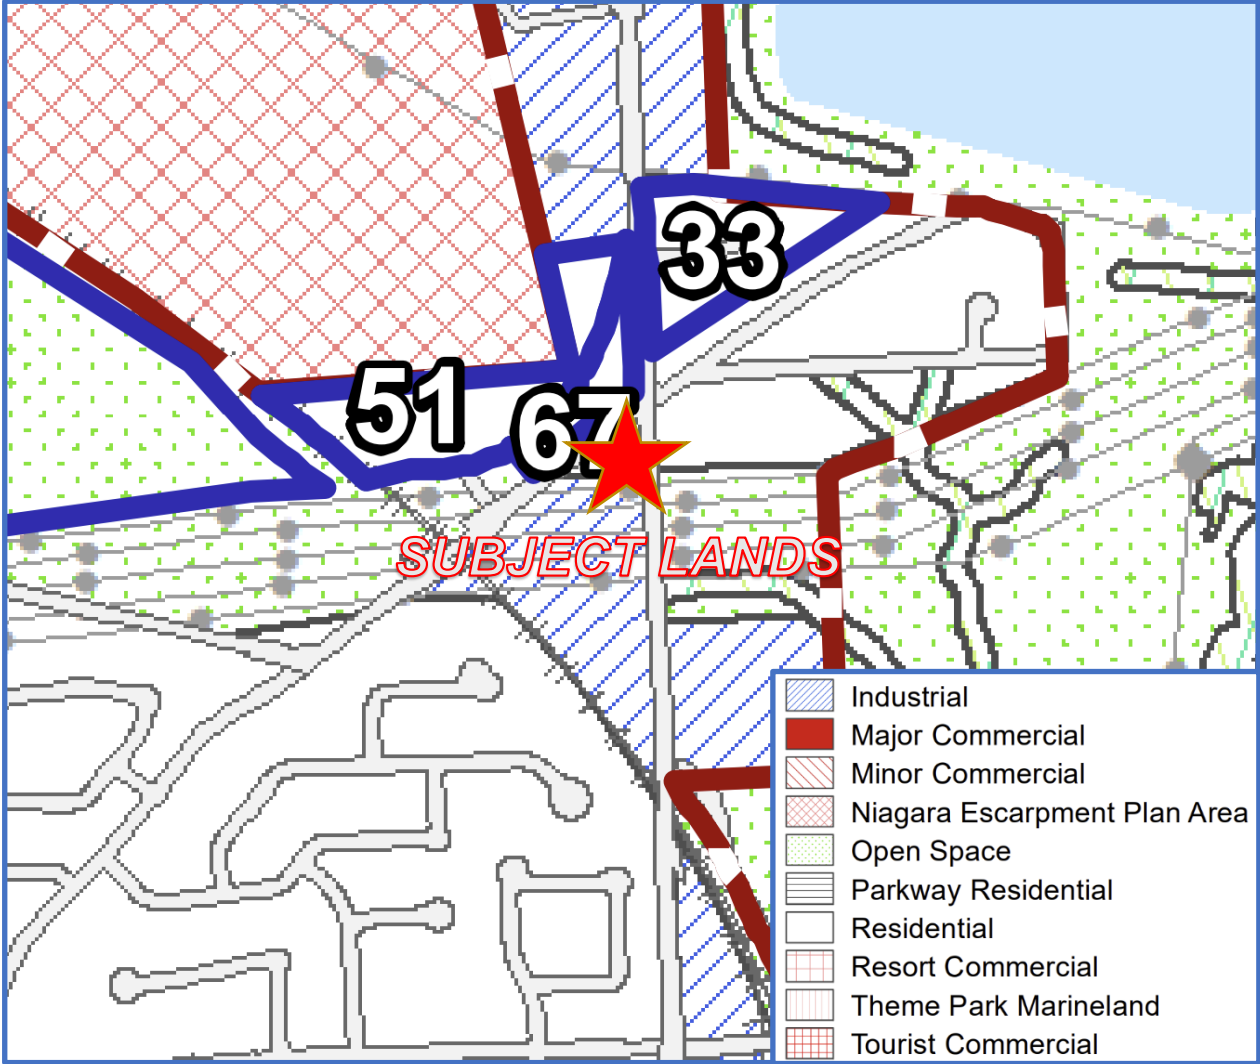 33
51
67
SUBJECT LANDS
Industrial
Major Commercial
Minor Commercial
Niagara Escarpment Plan Area
Open Space
Parkway Residential
Residential
Resort Commercial
Theme Park Marineland
Tourist Commercial